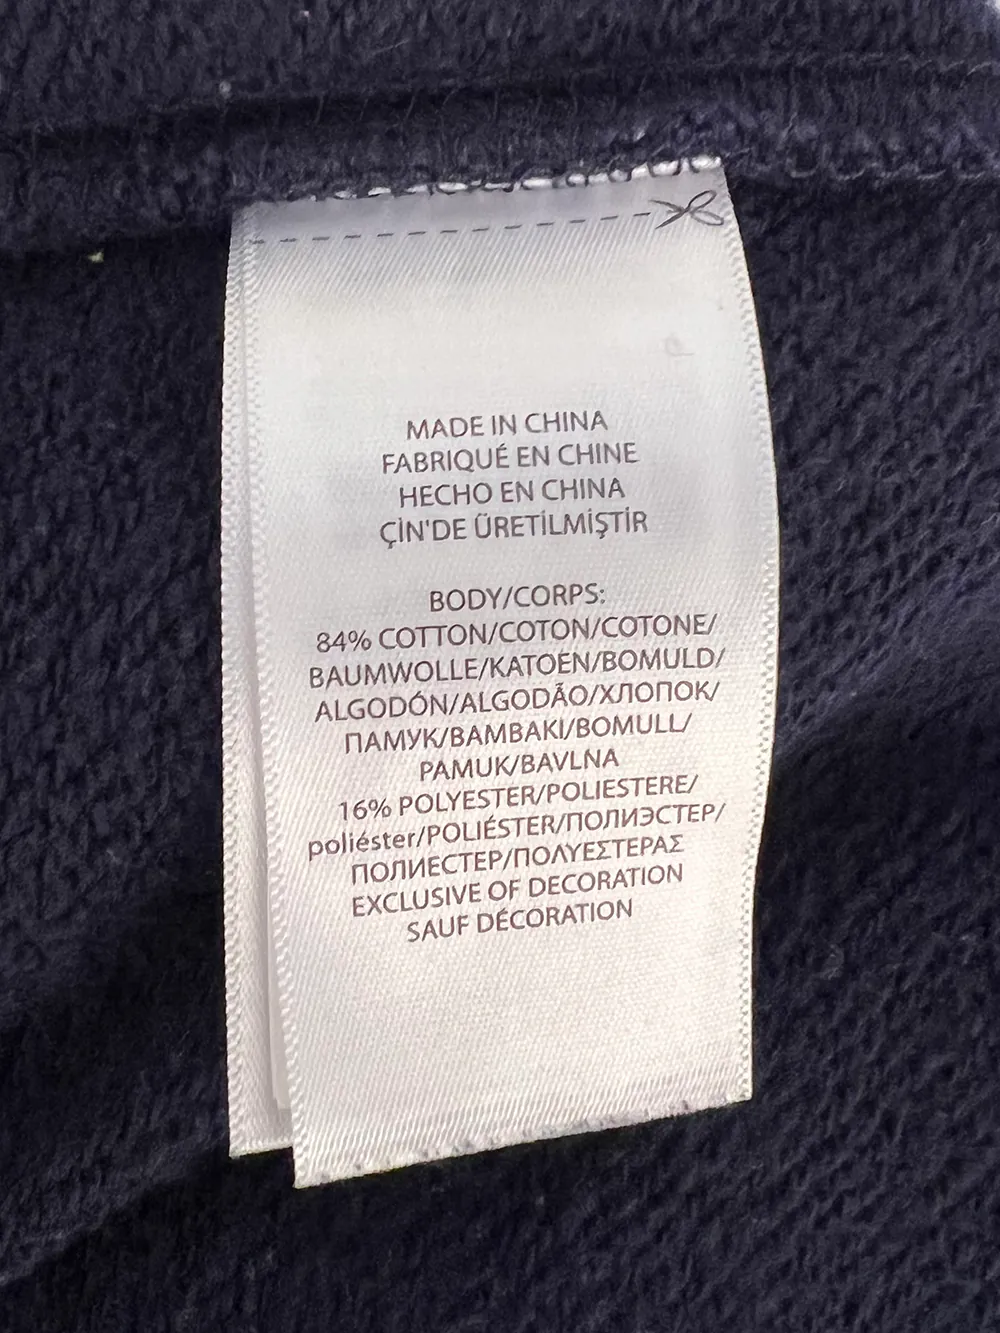 MADE IN CHINA
FABRIQUÉ EN CHINE
HECHO EN CHINA
ÇİN'DE ÜRETİLMİŞTİR
BODY/CORPS:
84% COTTON/COTON/COTONE/
BAUMWOLLE/KATOEN/BOMULD/
ALGODÓN/ALGODÃO/ХЛОПОК/
ПАМУК/BAMBAKI/BOMULL/
PAMUK/BAVLNA
16% POLYESTER/POLIESTERE/
poliéster/POLIÉSTER/ПОЛИЭСТЕР/
ПОЛИЕСТЕР/ΠΟΛΥΕΣΤΕΡΑΣ
EXCLUSIVE OF DECORATION
SAUF DÉCORATION